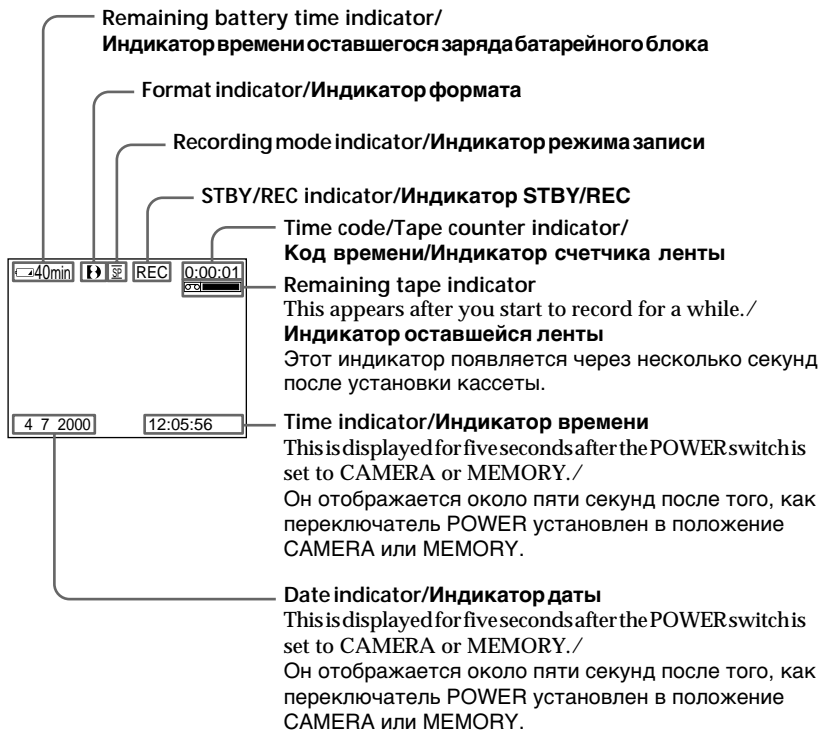 Remaining battery time indicator/
Индикатор времени оставшегося заряда батарейного блока
Format indicator/Индикатор формата
Recording mode indicator/Индикатор режима записи
STBY/REC indicator/Индикатор STBY/REC
Time code/Tape counter indicator/
Код времени/Индикатор счетчика ленты
40min SP REC 0:00:01
Remaining tape indicator
This appears after you start to record for a while./
Индикатор оставшейся ленты
Этот индикатор появляется через несколько секунд
после установки кассеты.
4 7 2000 12:05:56
Time indicator/Индикатор времени
This is displayed for five seconds after the POWER switch is
set to CAMERA or MEMORY./
Он отображается около пяти секунд после того, как
переключатель POWER установлен в положение
CAMERA или MEMORY.
Date indicator/Индикатор даты
This is displayed for five seconds after the POWER switch is
set to CAMERA or MEMORY./
Он отображается около пяти секунд после того, как
переключатель POWER установлен в положение
CAMERA или MEMORY.